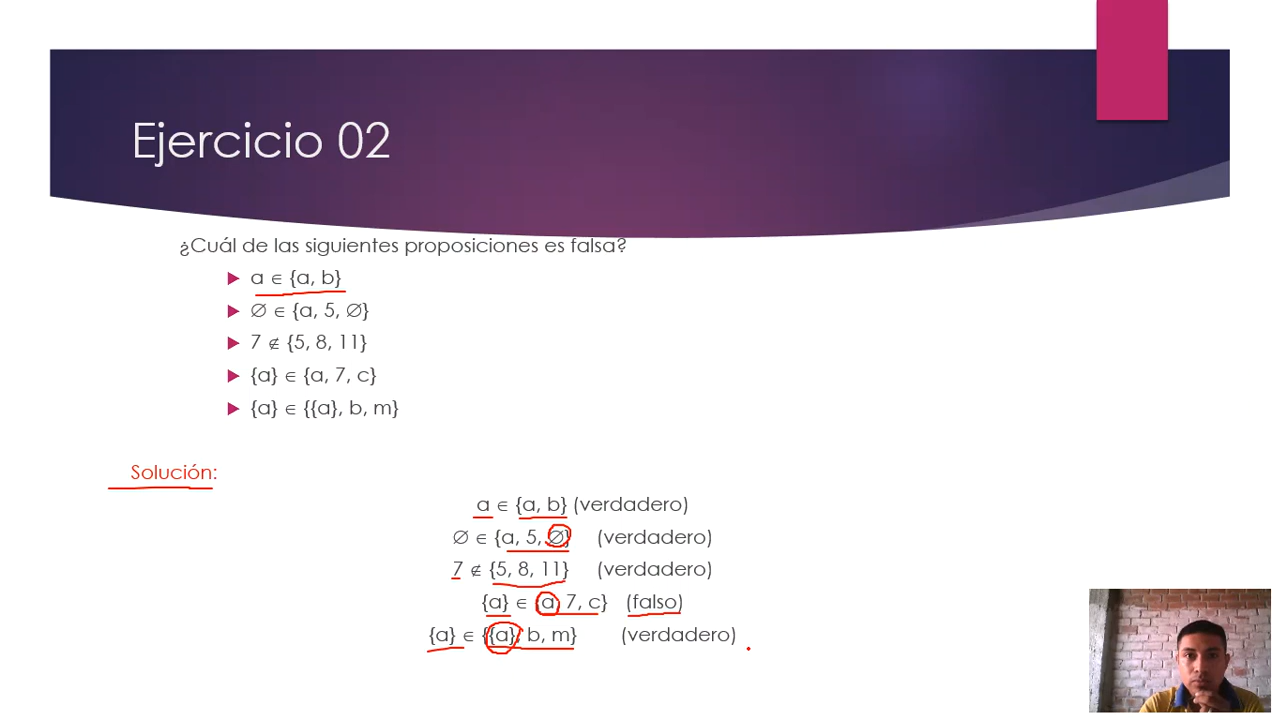 Ejercicio 02
¿Cuál de las siguientes proposiciones es falsa?
a ∈ {a, b}
∅ ∈ {a, 5, ∅}
7 ∉ {5, 8, 11}
{a} ∈ {a, 7, c}
{a} ∈ {{a}, b, m}
Solución:
a ∈ {a, b} (verdadero)
∅ ∈ {a, 5, ∅} (verdadero)
7 ∉ {5, 8, 11} (verdadero)
{a} ∈ {a, 7, c} (falso)
{a} ∈ {{a}, b, m} (verdadero)